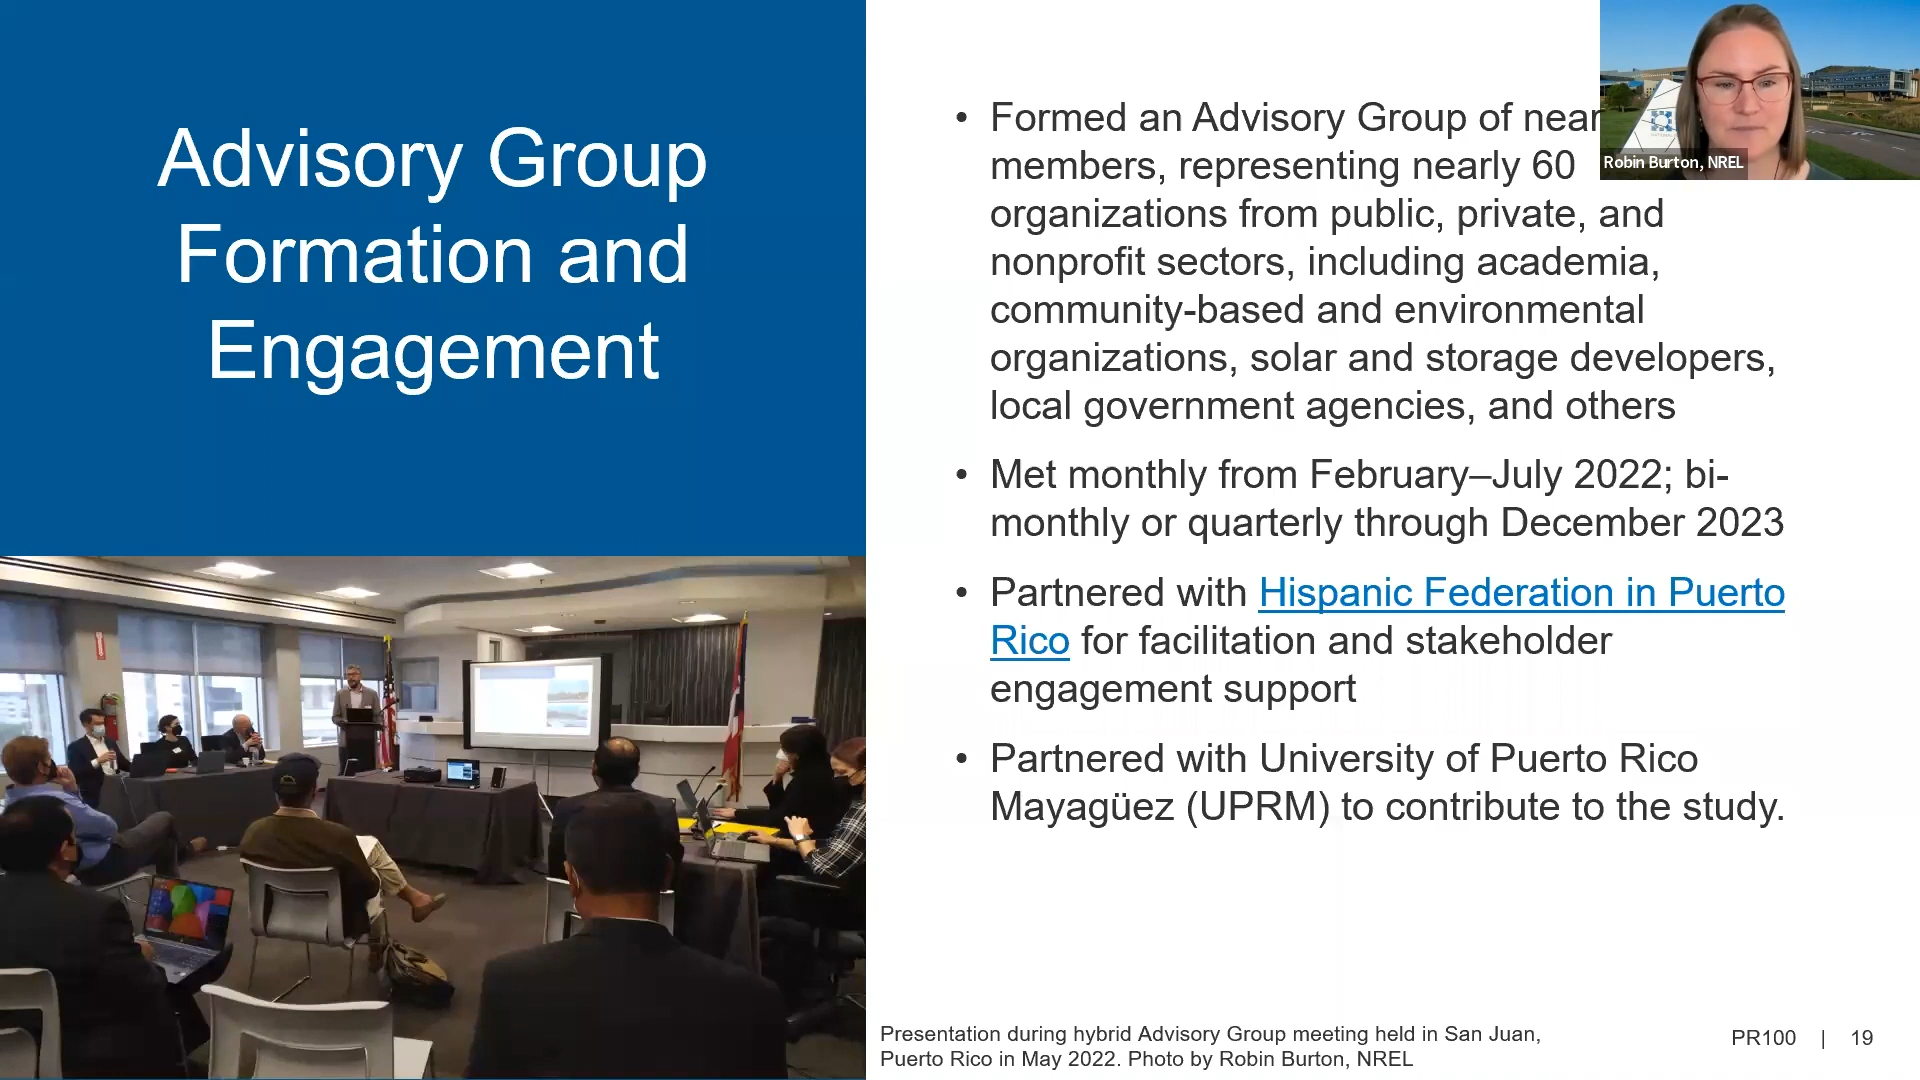 Advisory Group
Formation and
Engagement
• Formed an Advisory Group of near
members, representing nearly 60
organizations from public, private, and
nonprofit sectors, including academia,
community-based and environmental
organizations, solar and storage developers,
local government agencies, and others
• Met monthly from February–July 2022; bi-
monthly or quarterly through December 2023
• Partnered with Hispanic Federation in Puerto
Rico for facilitation and stakeholder
engagement support
• Partnered with University of Puerto Rico
Mayagüez (UPRM) to contribute to the study.
Robin Burton, NREL
Presentation during hybrid Advisory Group meeting held in San Juan,
Puerto Rico in May 2022. Photo by Robin Burton, NREL
PR100 | 19